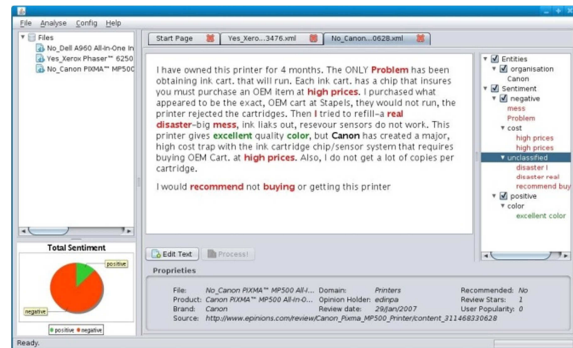 File Analyse Config Help
Files
No_Dell A960 All-in-One In
Yes_Xerox Phaser™ 6250
No_Canon PIXMA™ MP500
Start Page
Yes_Xero...3476.xml
No_Canon...0628.xml
I have owned this printer for 4 months. The ONLY Problem has been
obtaining ink cart. that will run. Each ink cart. has a chip that insures
you must purchase an OEM item at high prices. I purchased what
appeared to be the exact, OEM cart at Stapels, they would not run, the
printer rejected the cartridges. Then I tried to refill–a real
disaster–big mess, ink liaks out, resevour sensors do not work. This
printer gives excellent quality color, but Canon has created a major,
high cost trap with the ink cartridge chip/sensor system that requires
buying OEM Cart. at high prices. Also, I do not get a lot of copies per
cartridge.
I would recommend not buying or getting this printer
Entities
organisation
Canon
Sentiment
negative
mess
Problem
cost
high prices
high prices
unclassified
disaster I
disaster real
recommend buy
positive
color
excellent color
Total Sentiment
positive
negative
positive negative
Edit Text
Process!
Proprieties
File: No_Canon PIXMA™ MP500 All-i... Domain: Printers Recommended: No
Product: Canon PIXMA™ MP500 All-In-O... Opinion Holder: edinpa Review Stars: 1
Brand: Canon Review date: 29/Jan/2007 User Popularity: 0
Source: http://www.epinions.com/review/Canon_Pixma_MP500_Printer/content_311468330628
Ready.